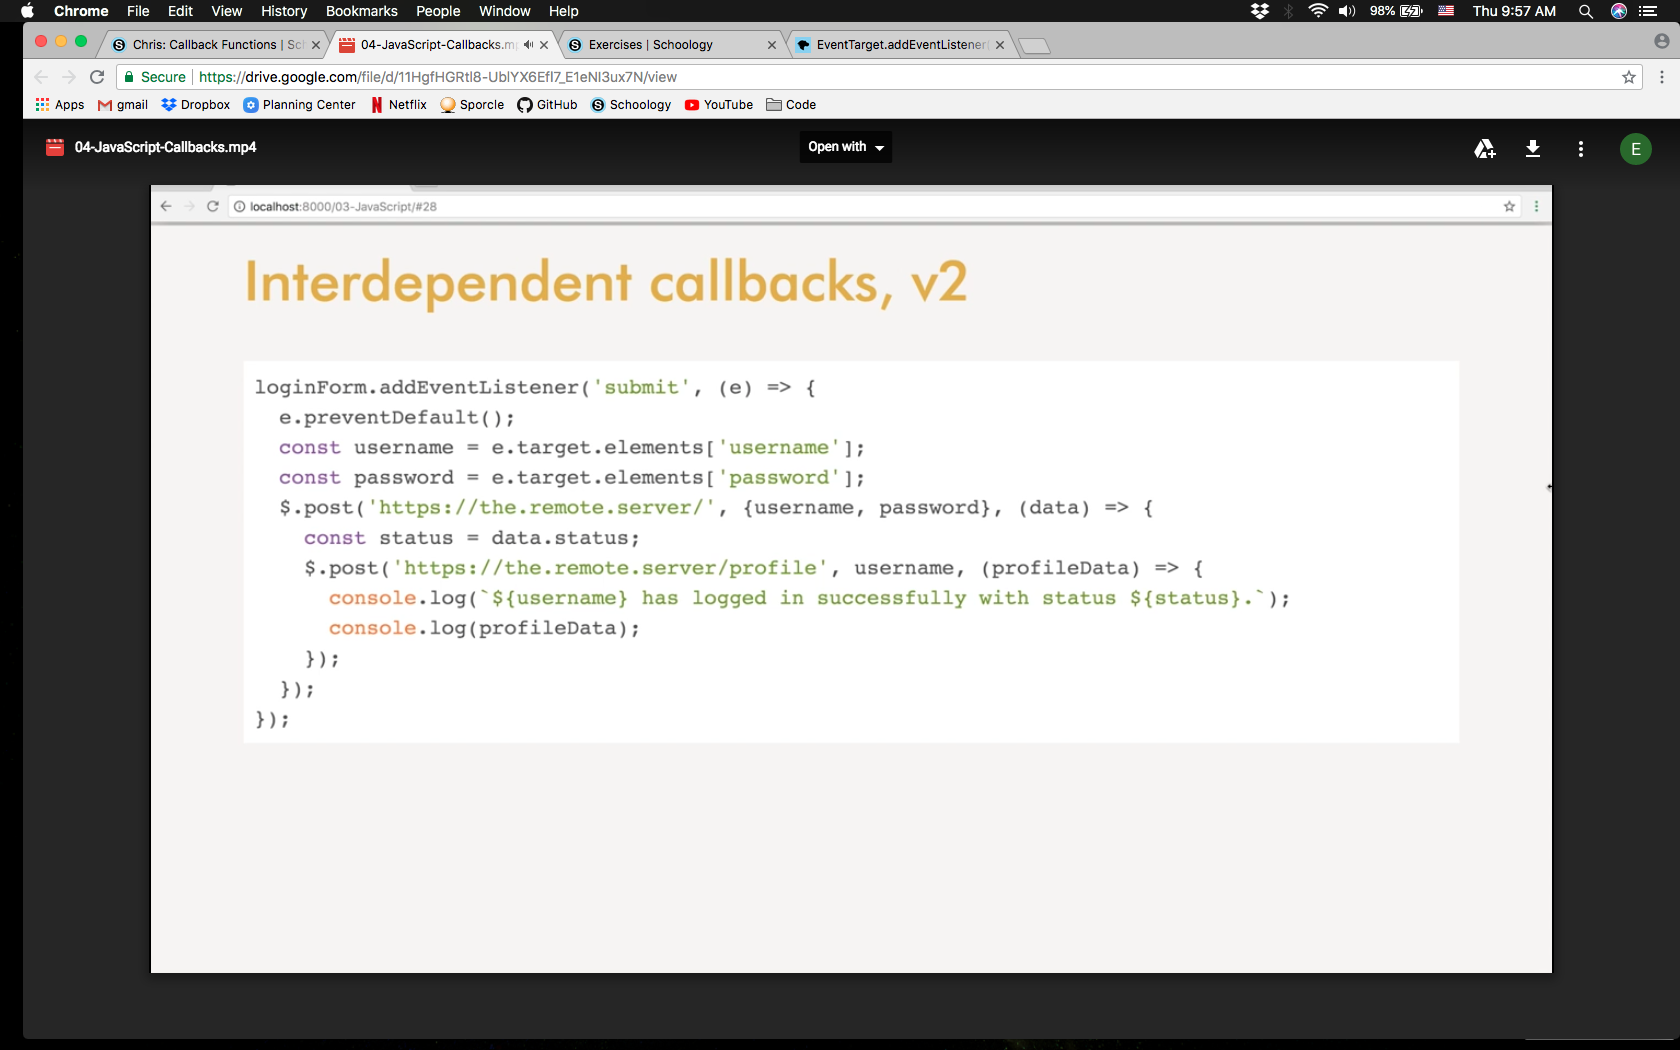 Chrome File Edit View History Bookmarks People Window Help 98% Thu 9:57 AM
Chris: Callback Functions | Sc 04-JavaScript-Callbacks.m Exercises | Schoology EventTarget.addEventListener
Secure https://drive.google.com/file/d/11HgfHGRtl8-UblYX6Efl7_E1eNl3ux7N/view
Apps gmail Dropbox Planning Center Netflix Sporcle GitHub Schoology YouTube Code
04-JavaScript-Callbacks.mp4 Open with E
localhost:8000/03-JavaScript/#28
Interdependent callbacks, v2
loginForm.addEventListener('submit', (e) => {
e.preventDefault();
const username = e.target.elements['username'];
const password = e.target.elements['password'];
$.post('https://the.remote.server/', {username, password}, (data) => {
const status = data.status;
$.post('https://the.remote.server/profile', username, (profileData) => {
console.log(`${username} has logged in successfully with status ${status}.`);
console.log(profileData);
});
});
});